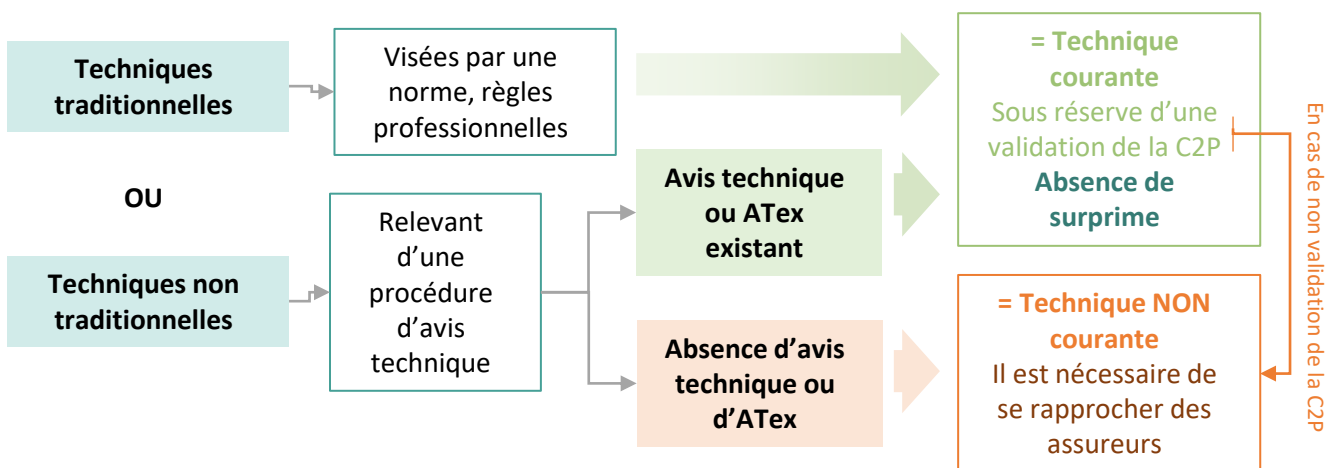 Techniques
traditionnelles
Visées par une
norme, règles
professionnelles
= Technique
courante
Sous réserve d'une
validation de la C2P
Absence de
surprime
En cas de non validation de la C2P
OU
Avis technique
ou ATex
existant
Techniques non
traditionnelles
Relevant
d'une
procédure
d'avis
technique
Absence d'avis
technique ou
d'ATex
= Technique NON
courante
Il est nécessaire de
se rapprocher des
assureurs